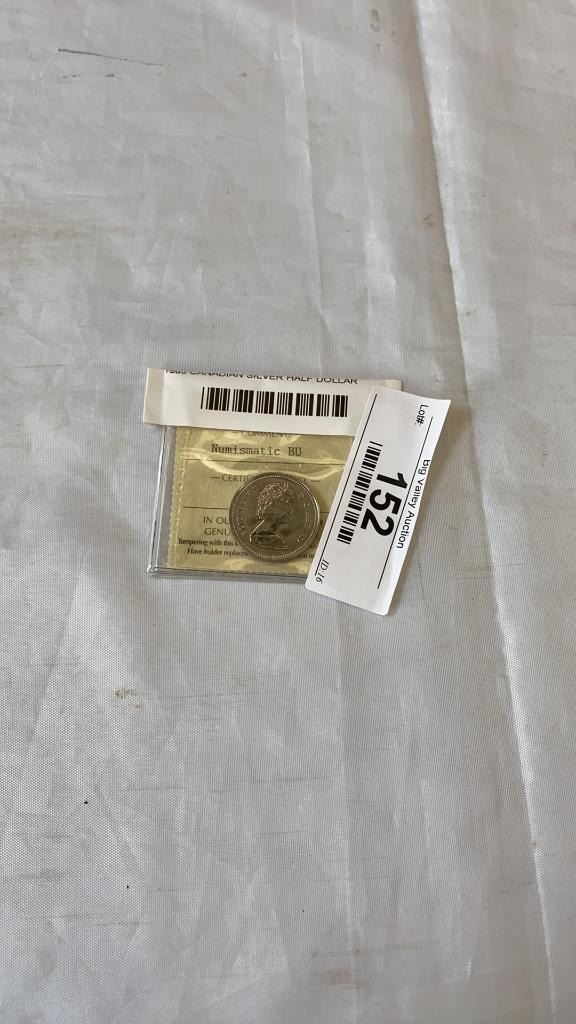 CANADIAN SILVER HALF DOLLAR
COMMENTS
Numismatic BU
IN OU
GENU
Tampering with this
Have holder replaced
Lot#:
Big Valley Auction
152
ID:16